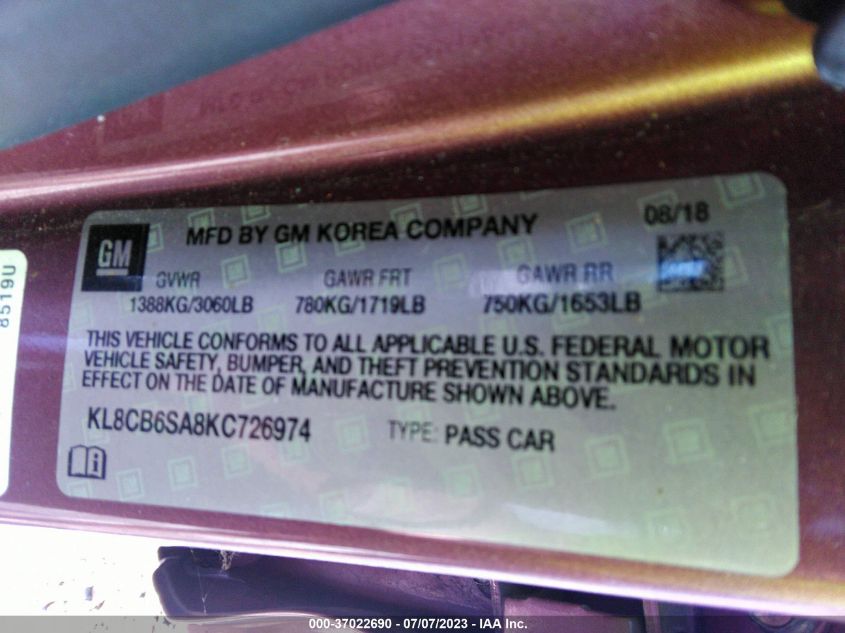 8519U
GM
MFD BY GM KOREA COMPANY
08/18
GVWR GAWR FRT GAWR RR
1388KG/3060LB 780KG/1719LB 750KG/1653LB
THIS VEHICLE CONFORMS TO ALL APPLICABLE U.S. FEDERAL MOTOR
VEHICLE SAFETY, BUMPER, AND THEFT PREVENTION STANDARDS IN
EFFECT ON THE DATE OF MANUFACTURE SHOWN ABOVE.
KL8CB6SA8KC726974 TYPE: PASS CAR
000-37022690 - 07/07/2023 - IAA Inc.